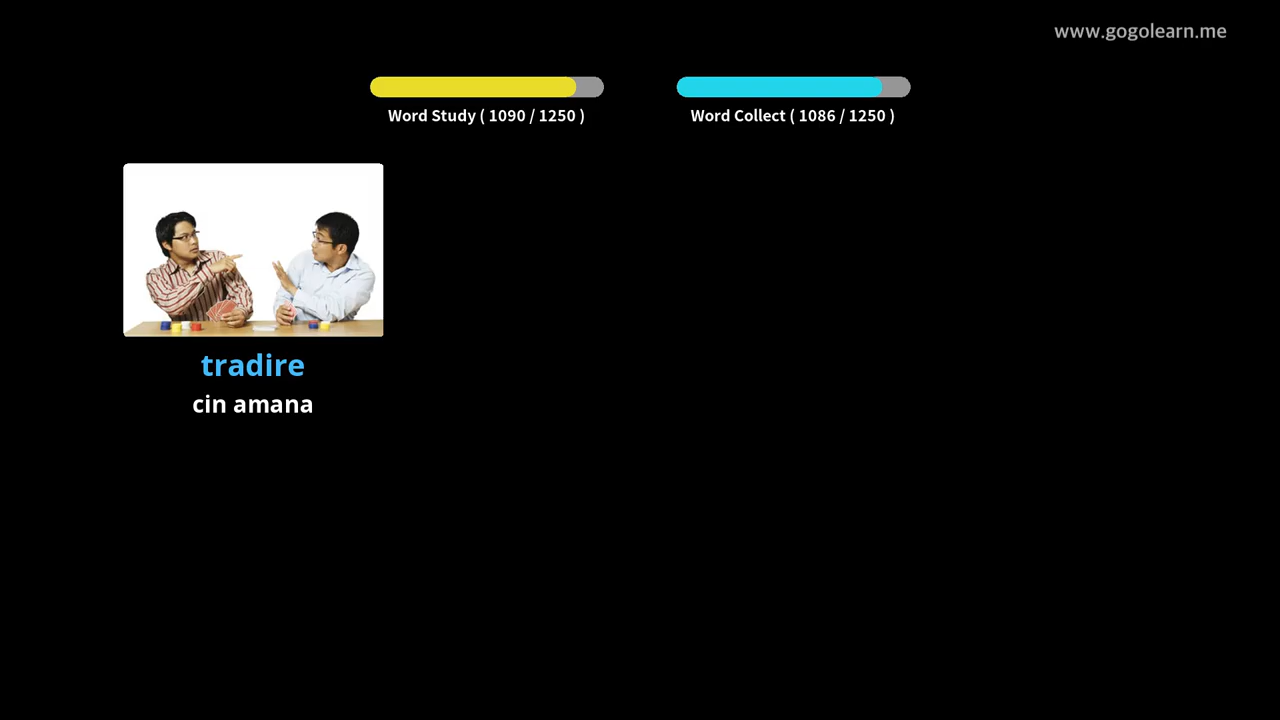 www.gogolearn.me
Word Study ( 1090 / 1250 )
Word Collect ( 1086 / 1250 )
tradire
cin amana